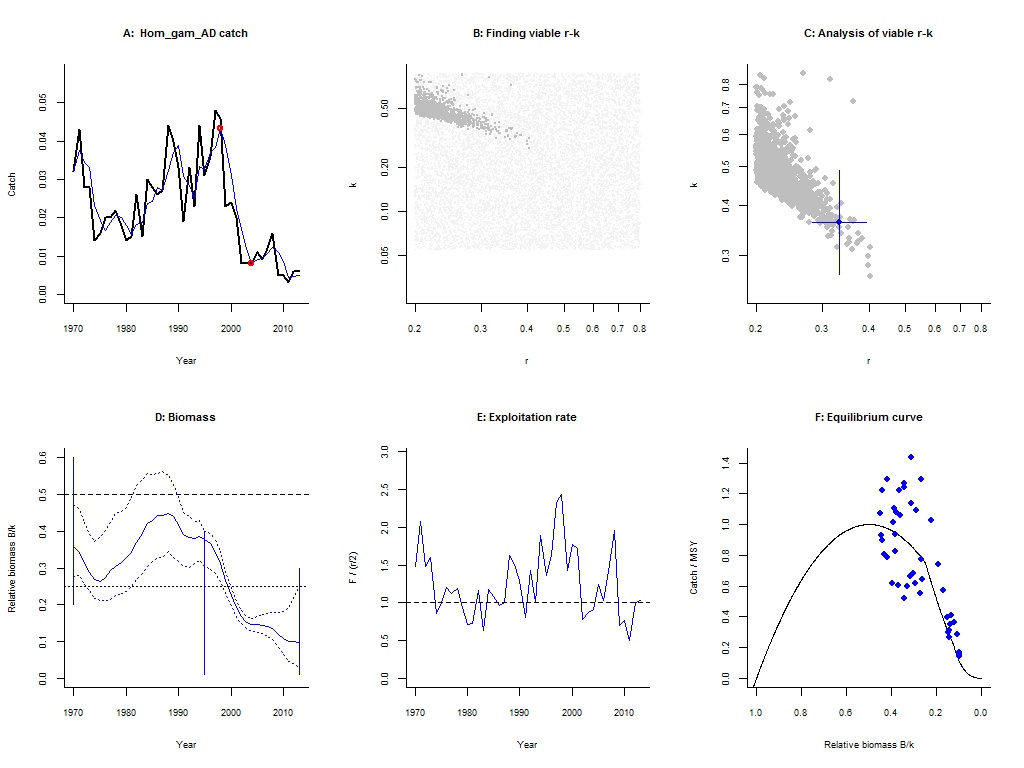 A: Hom_gam_AD catch
Catch
0.00 0.01 0.02 0.03 0.04 0.05
1970 1980 1990 2000 2010
Year
B: Finding viable r-k
k
0.05 0.10 0.20 0.50
0.2 0.3 0.4 0.5 0.6 0.7 0.8
r
C: Analysis of viable r-k
k
0.3 0.4 0.5 0.6 0.7 0.8
0.2 0.3 0.4 0.5 0.6 0.7 0.8
r
D: Biomass
Relative biomass B/k
0.0 0.1 0.2 0.3 0.4 0.5 0.6
1970 1980 1990 2000 2010
Year
E: Exploitation rate
F / (r/2)
0.0 0.5 1.0 1.5 2.0 2.5 3.0
1970 1980 1990 2000 2010
Year
F: Equilibrium curve
Catch / MSY
0.0 0.2 0.4 0.6 0.8 1.0 1.2 1.4
1.0 0.8 0.6 0.4 0.2 0.0
Relative biomass B/k